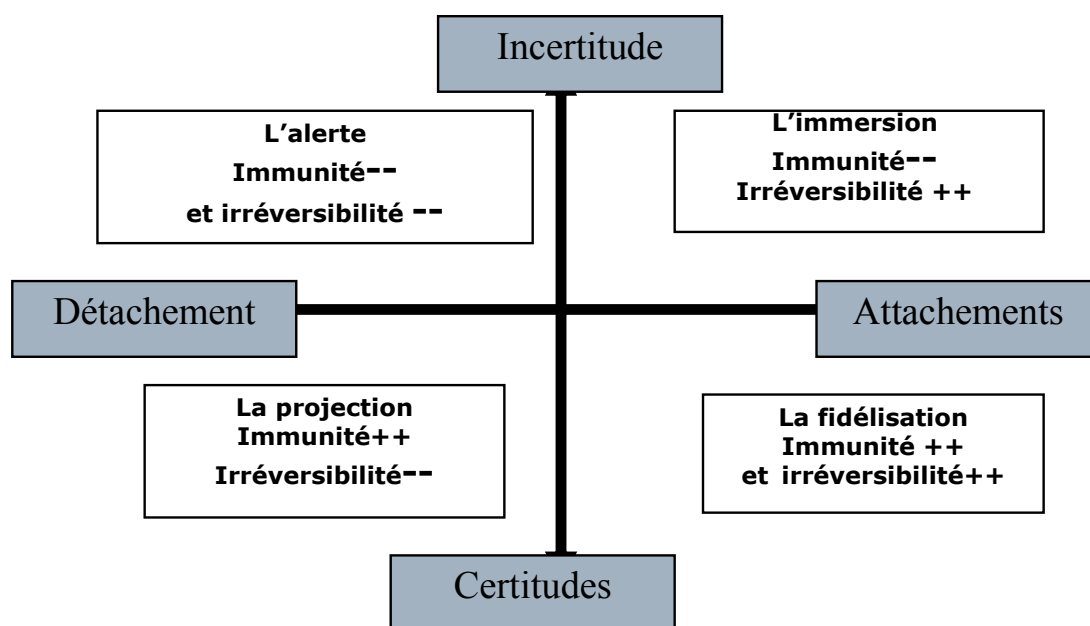 Incertitude
L’alerte
Immunité--
et irréversibilité --
L’immersion
Immunité--
Irréversibilité ++
Détachement
Attachements
La projection
Immunité++
Irréversibilité--
La fidélisation
Immunité ++
et irréversibilité++
Certitudes